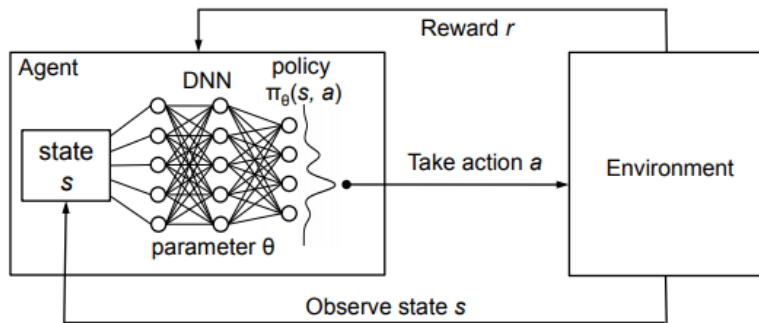 Reward r
Agent
DNN
policy
πθ(s, a)
state
s
Take action a
Environment
parameter θ
Observe state s